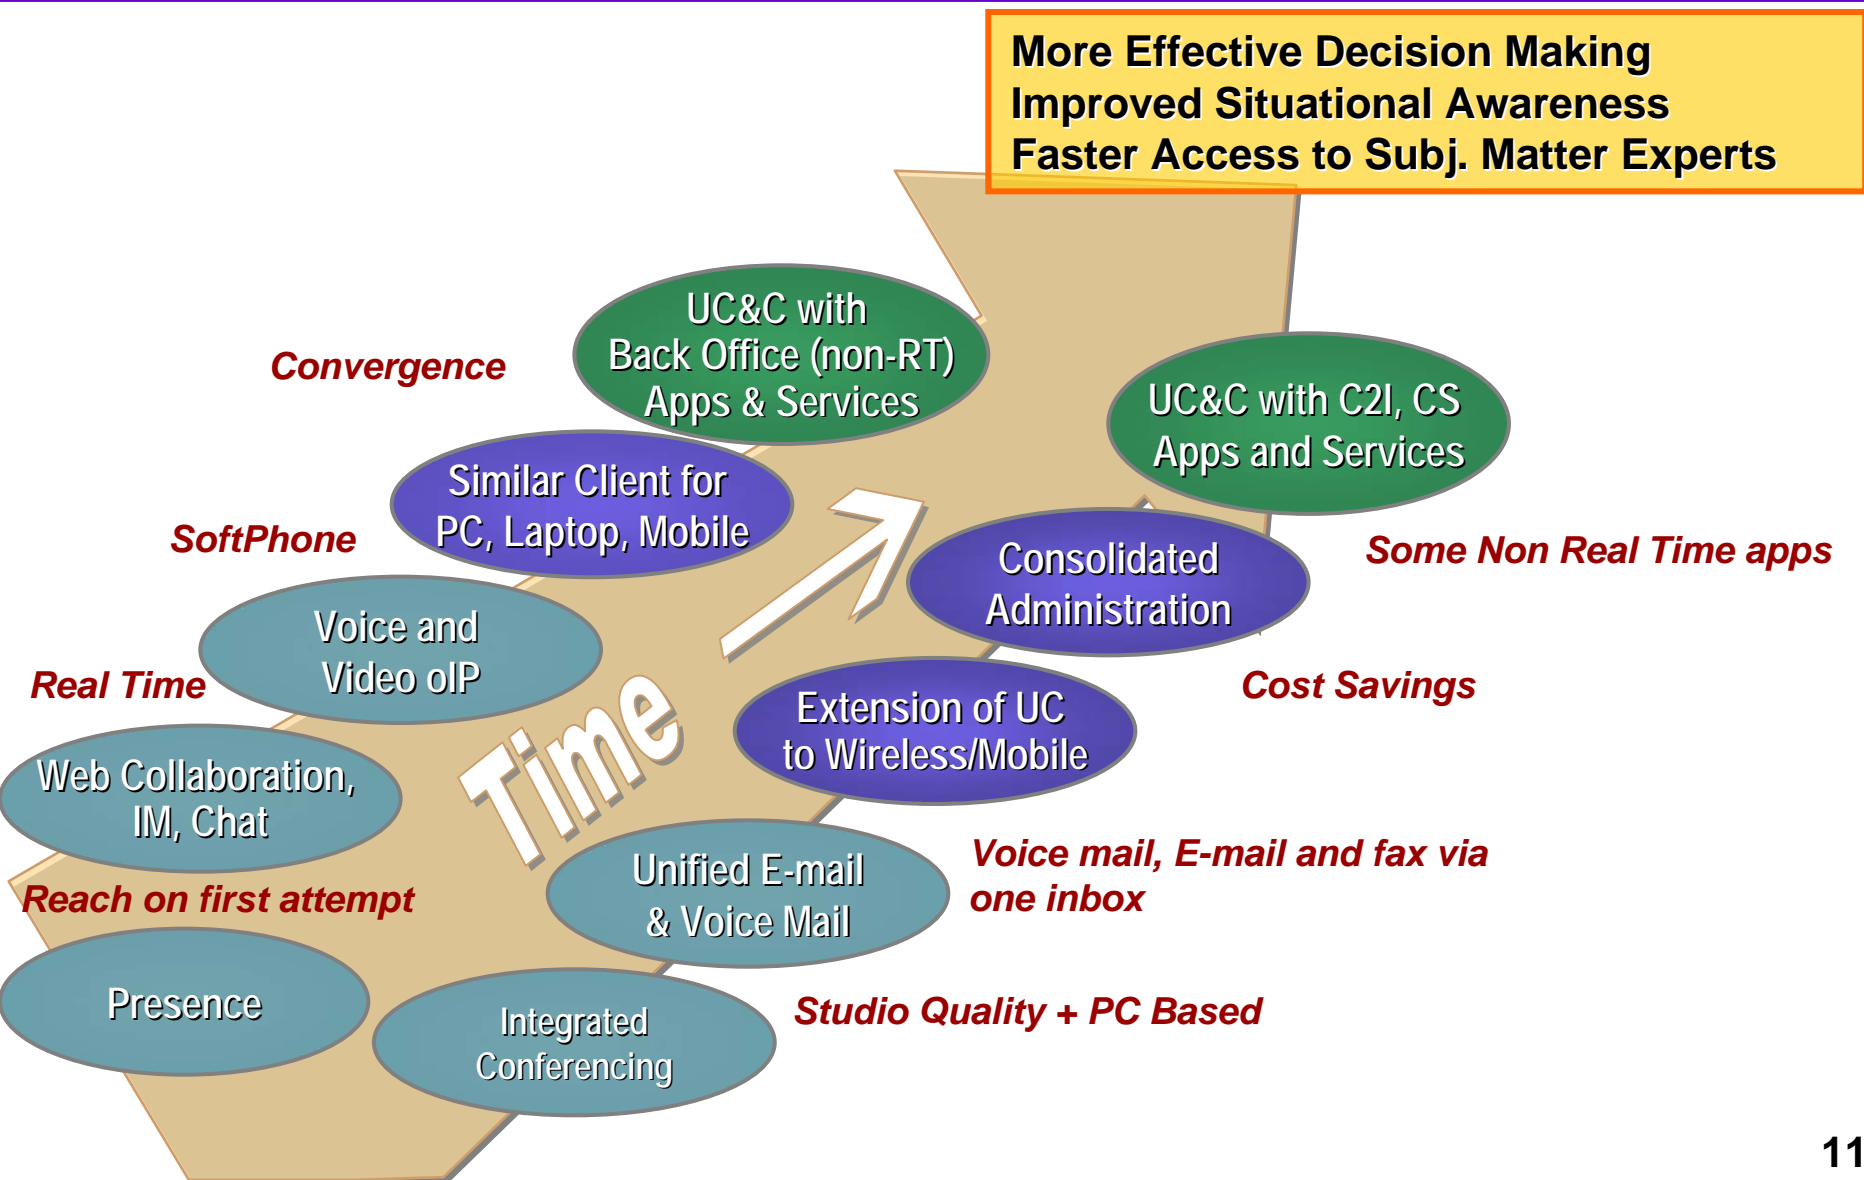 More Effective Decision Making
Improved Situational Awareness
Faster Access to Subj. Matter Experts
UC&C with
Back Office (non-RT)
Apps & Services
Convergence
UC&C with C2I, CS
Apps and Services
Similar Client for
PC, Laptop, Mobile
SoftPhone
Consolidated
Administration
Some Non Real Time apps
Voice and
Video oIP
Real Time
Cost Savings
Extension of UC
to Wireless/Mobile
Time
Web Collaboration,
IM, Chat
Unified E-mail
& Voice Mail
Voice mail, E-mail and fax via
one inbox
Reach on first attempt
Presence
Integrated
Conferencing
Studio Quality + PC Based
11